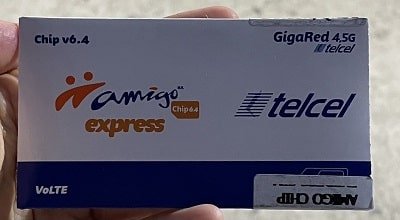 Chip v6.4
GigaRed 4.5G
telcel
amigo
Chip 6.4
express
telcel
VoLTE
AMIGO CHIP